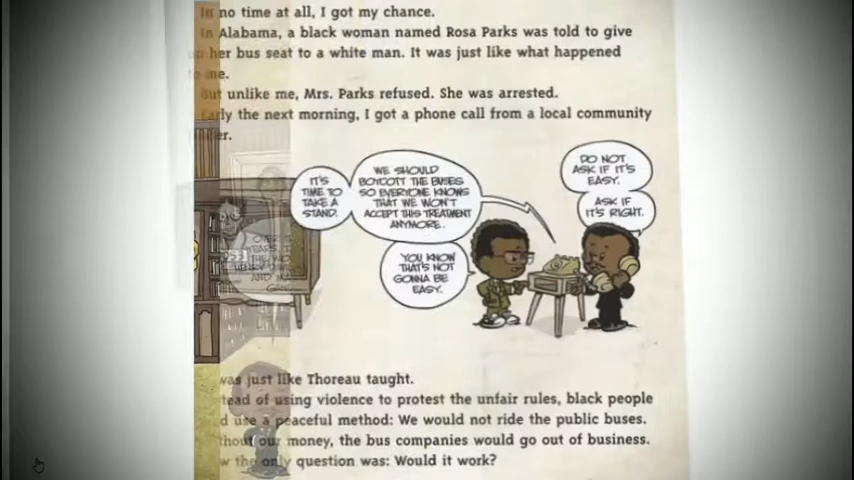 In no time at all, I got my chance.
In Alabama, a black woman named Rosa Parks was told to give
her bus seat to a white man. It was just like what happened
to me.
But unlike me, Mrs. Parks refused. She was arrested.
Early the next morning, I got a phone call from a local community
IT'S
TIME TO
TAKE A
STAND.
WE SHOULD
BOYCOTT THE BUSES
SO EVERYONE KNOWS
THAT WE WON'T
ACCEPT THIS TREATMENT
ANYMORE.
YOU KNOW
THAT'S NOT
GONNA BE
EASY.
DO NOT
ASK IF IT'S
EASY.
ASK IF
IT'S RIGHT.
OVER
THE
AND
was just like Thoreau taught.
of using violence to protest the unfair rules, black people
use a peaceful method: We would not ride the public buses.
our money, the bus companies would go out of business.
the only question was: Would it work?